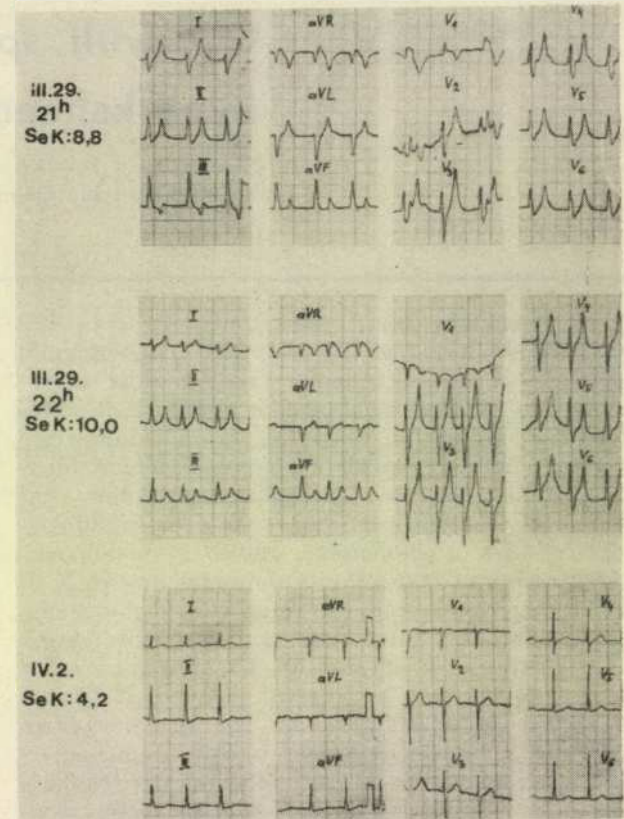 III.29.
21h
SeK:8,8
I aVR V1 V4
II aVL V2 V5
III aVF V3 V6
III.29.
22h
SeK:10,0
I aVR V1 V4
II aVL V5
III aVF V3 V6
IV.2.
SeK:4,2
I aVR V1 V4
II aVL V2 V5
III aVF V3 V6